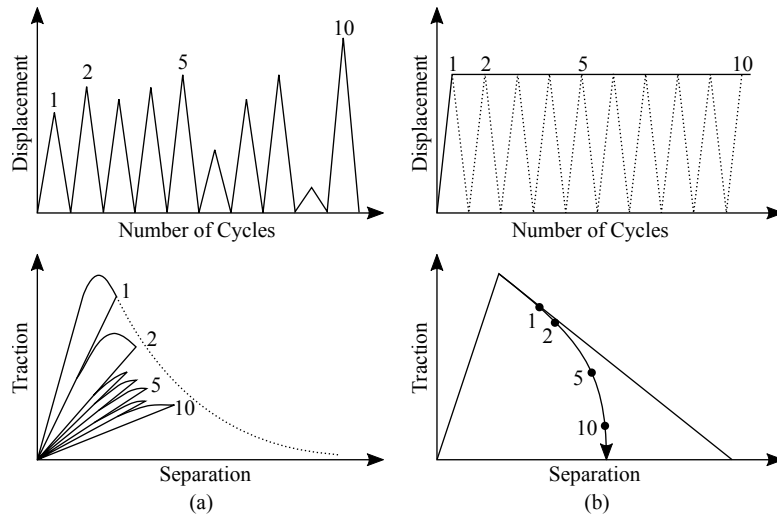 Displacement
1
2
5
10
Number of Cycles
Traction
1
2
5
10
Separation
(a)
Displacement
1
2
5
10
Number of Cycles
Traction
1
2
5
10
Separation
(b)